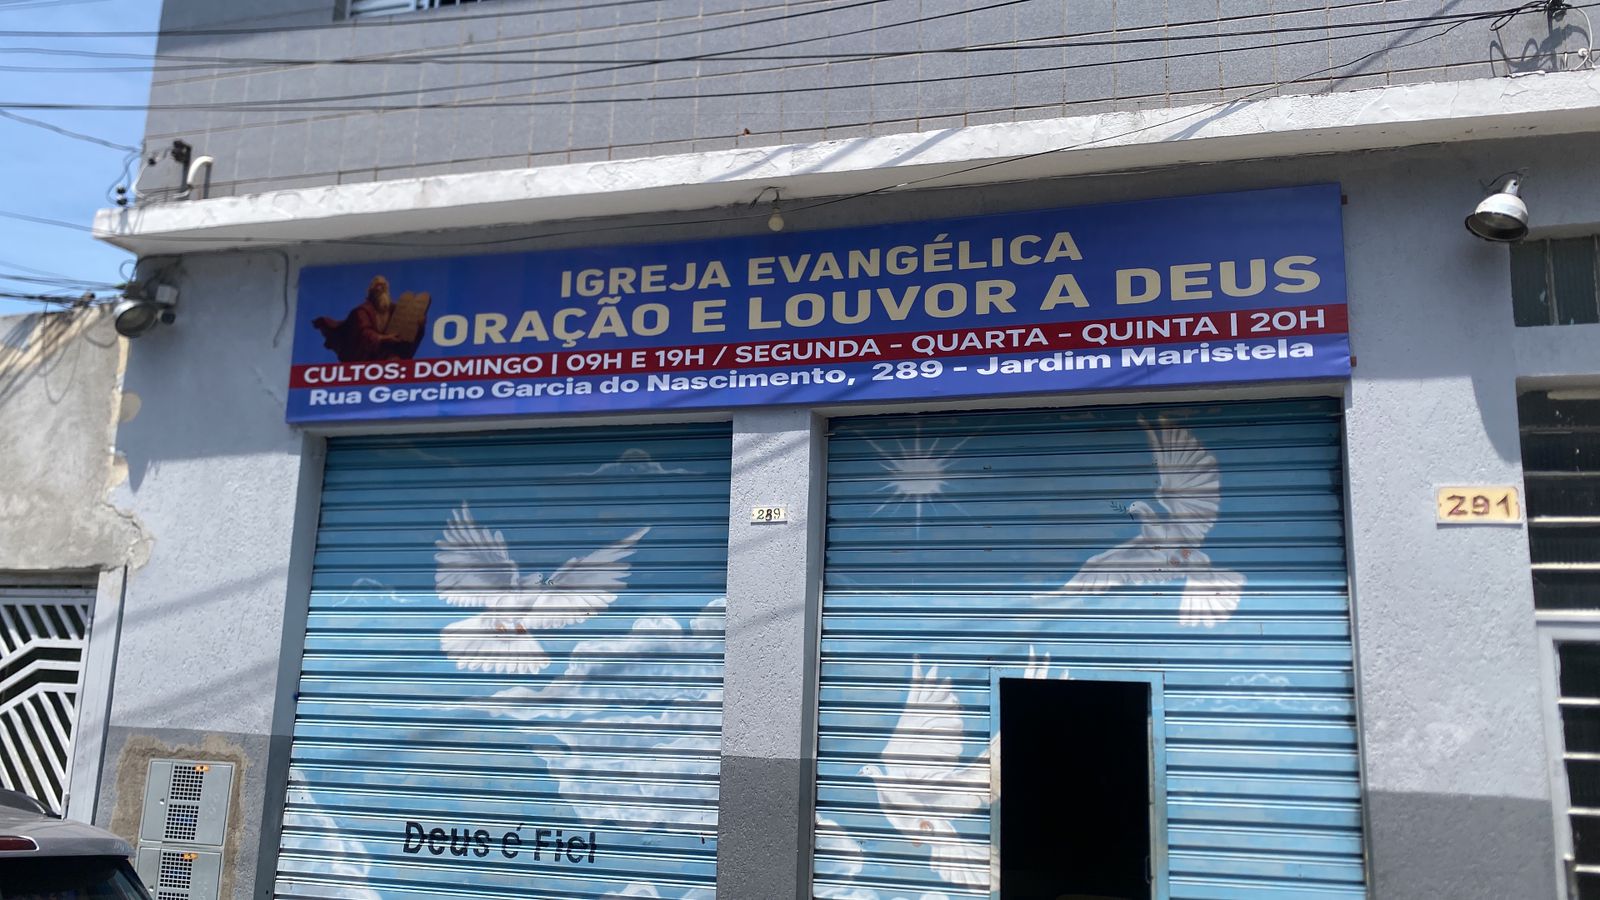 IGREJA EVANGÉLICA
ORAÇÃO E LOUVOR A DEUS
CULTOS: DOMINGO | 09H E 19H / SEGUNDA - QUARTA - QUINTA | 20H
Rua Gercino Garcia do Nascimento, 289 - Jardim Maristela
289
291
Deus é Fiel